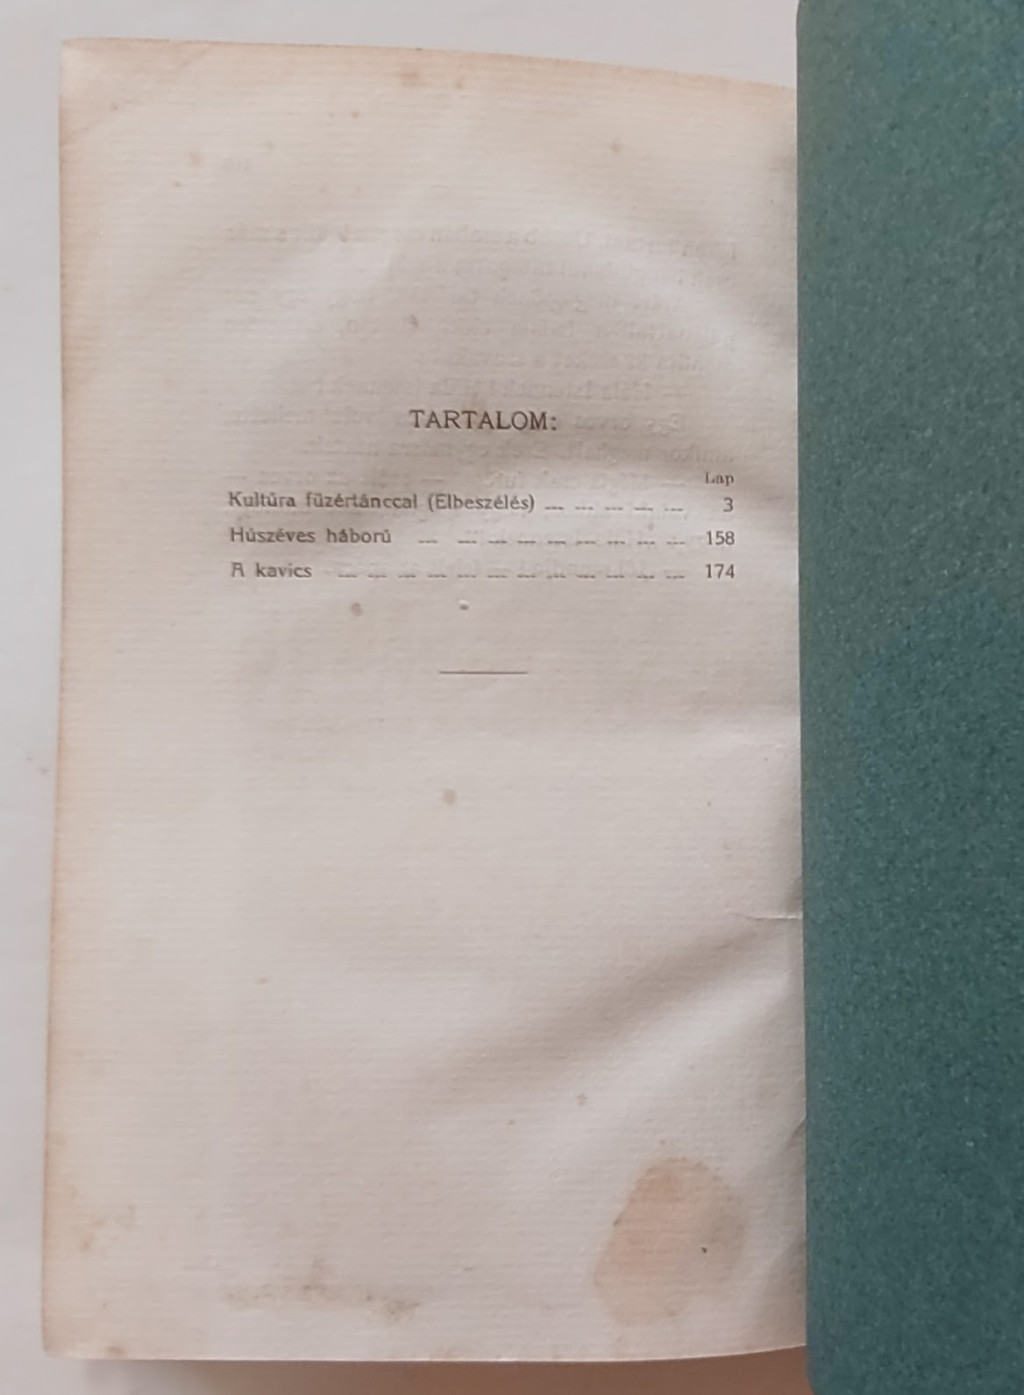 TARTALOM:
Lap
Kultúra füzértánccal (Elbeszélés) 3
Húszéves háború 158
A kavics 174